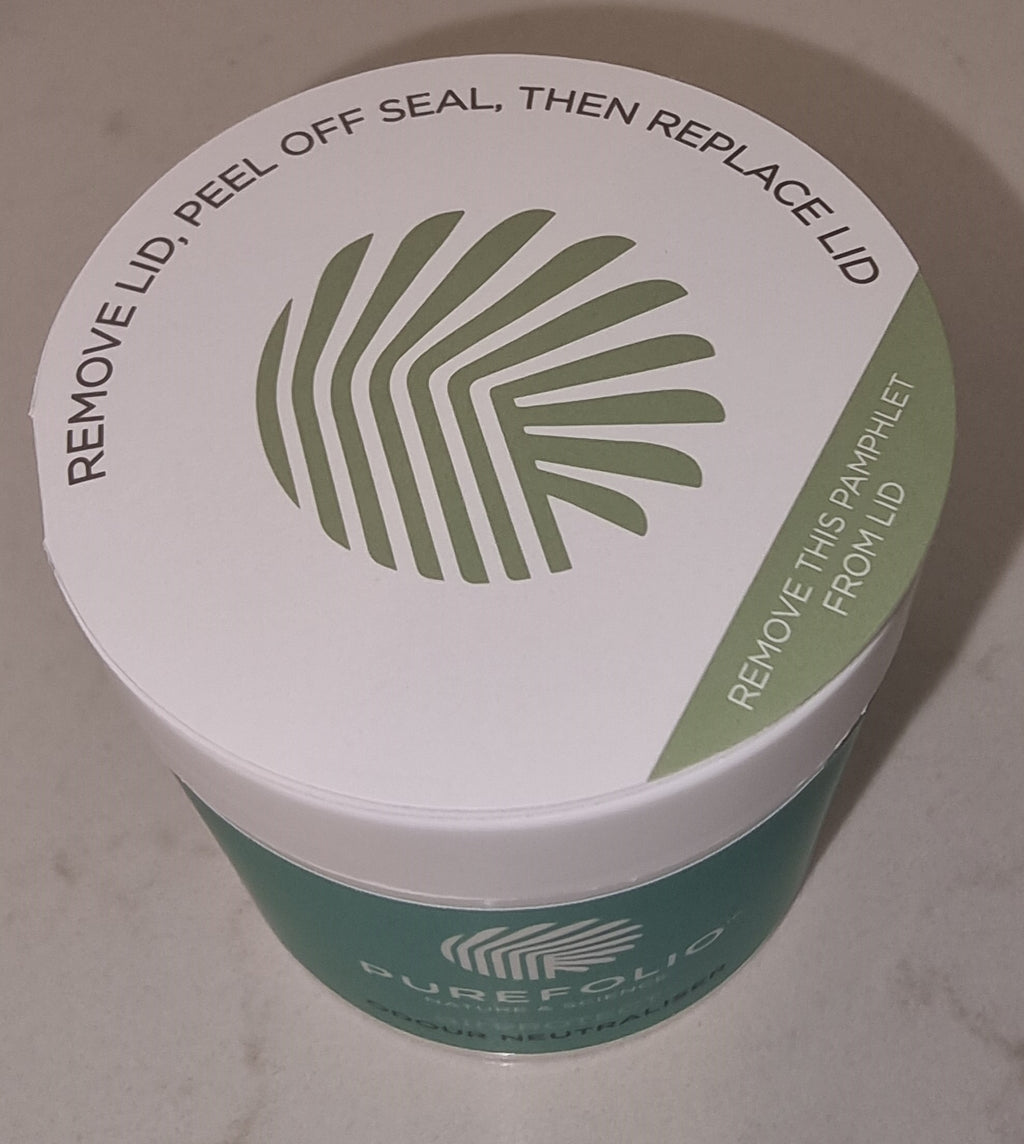 REMOVE LID, PEEL OFF SEAL, THEN REPLACE LID
REMOVE THIS PAMPHLET
FROM LID
PUREFOLIO
NATURE & SCIENCE
ODOUR NEUTRALISER